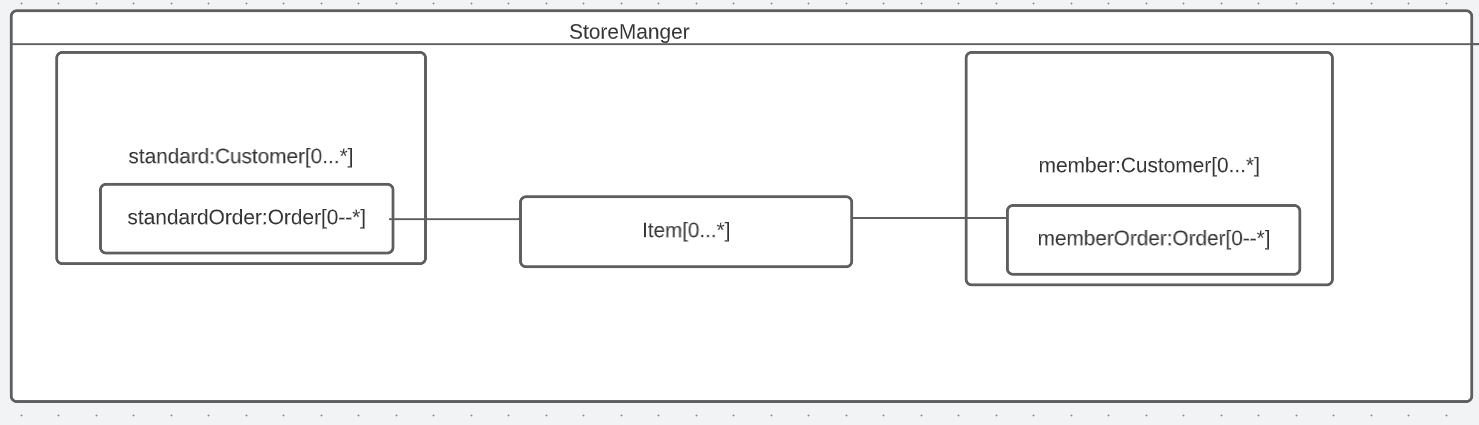 StoreManger
standard:Customer[0...*]
standardOrder:Order[0--*]
Item[0...*]
member:Customer[0...*]
memberOrder:Order[0--*]